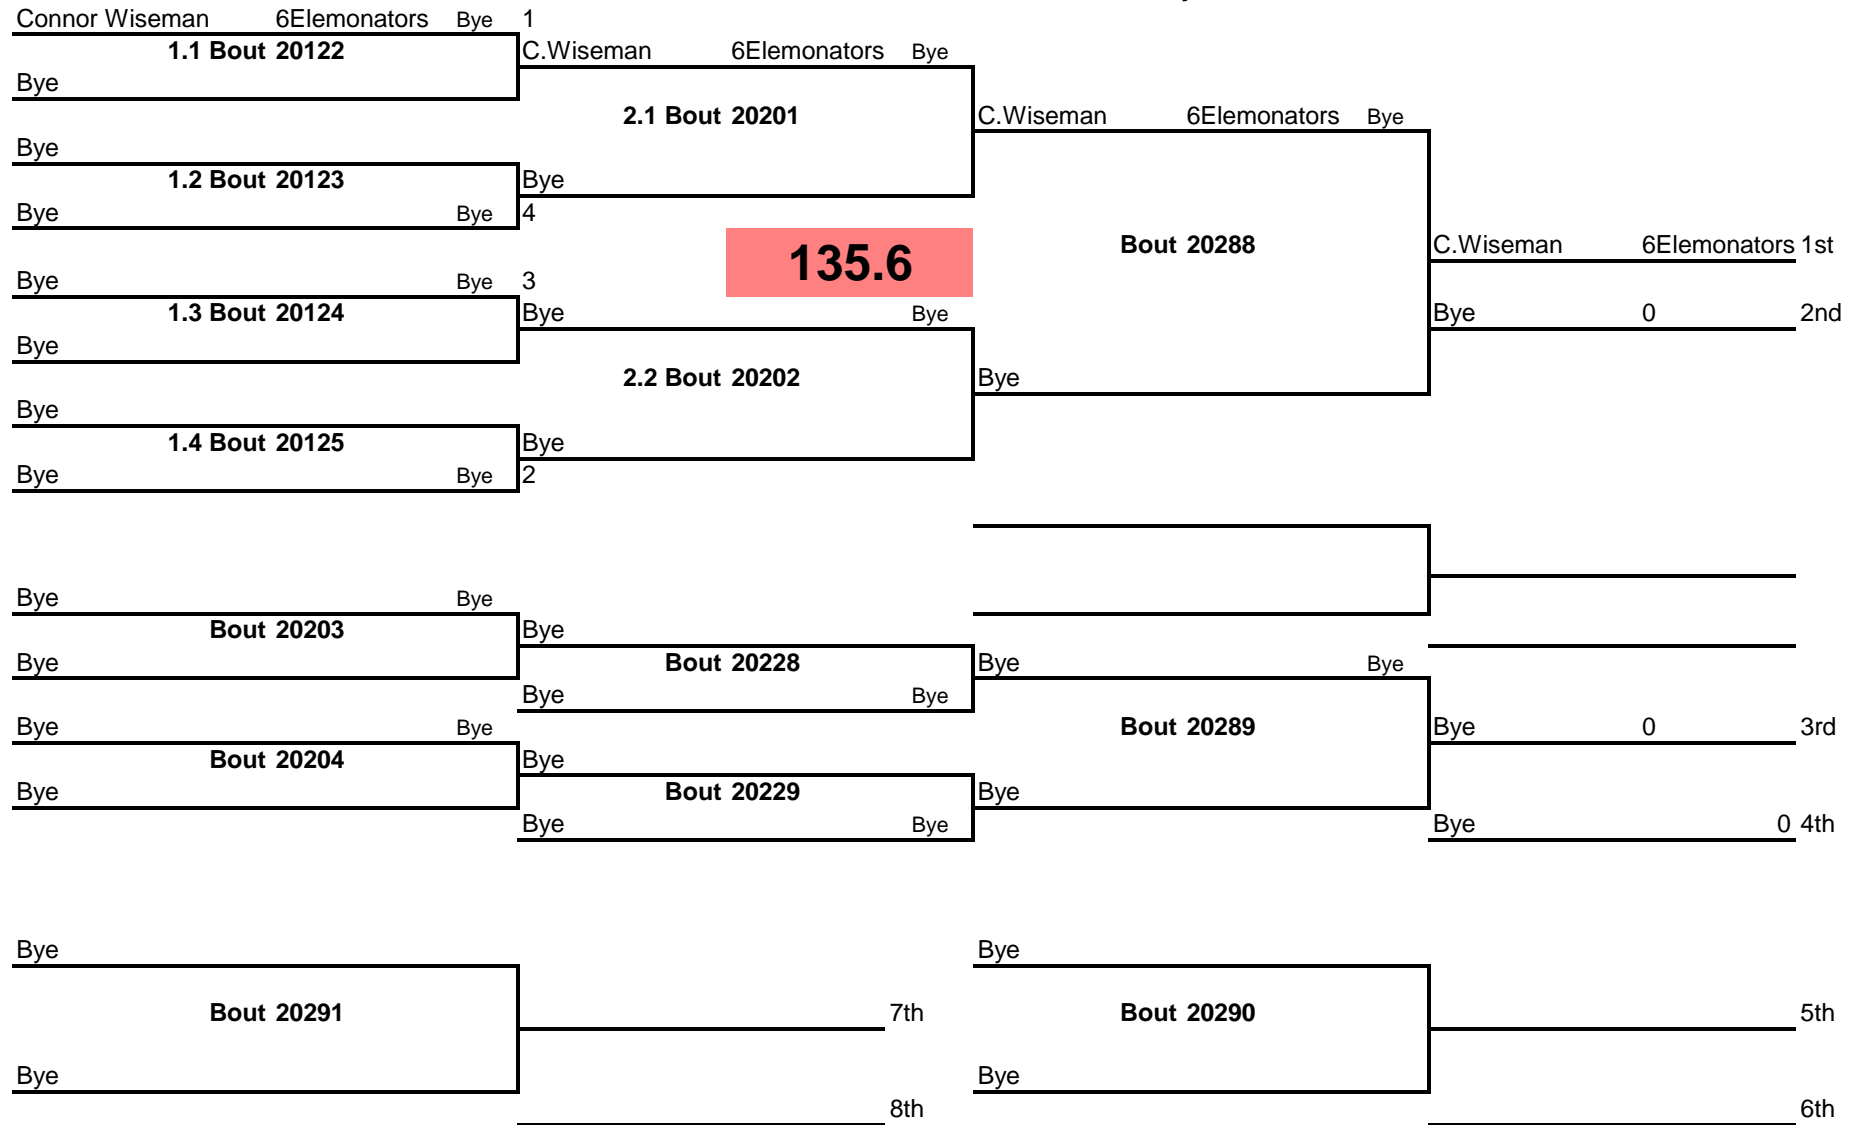 Connor Wiseman 6Elemonators Bye 1
1.1 Bout 20122 C.Wiseman 6Elemonators Bye
Bye
2.1 Bout 20201 C.Wiseman 6Elemonators Bye
Bye
1.2 Bout 20123 Bye
Bye Bye 4
135.6 Bout 20288 C.Wiseman 6Elemonators 1st
Bye Bye 3
1.3 Bout 20124 Bye Bye Bye 0 2nd
Bye
2.2 Bout 20202 Bye
Bye
1.4 Bout 20125 Bye
Bye Bye 2
Bye Bye
Bout 20203 Bye
Bye Bout 20228 Bye Bye
Bye Bye
Bye Bye Bout 20289 Bye 0 3rd
Bout 20204 Bye
Bye Bout 20229 Bye
Bye Bye Bye 0 4th
Bye Bye
Bout 20291 7th Bout 20290 5th
Bye Bye
8th 6th